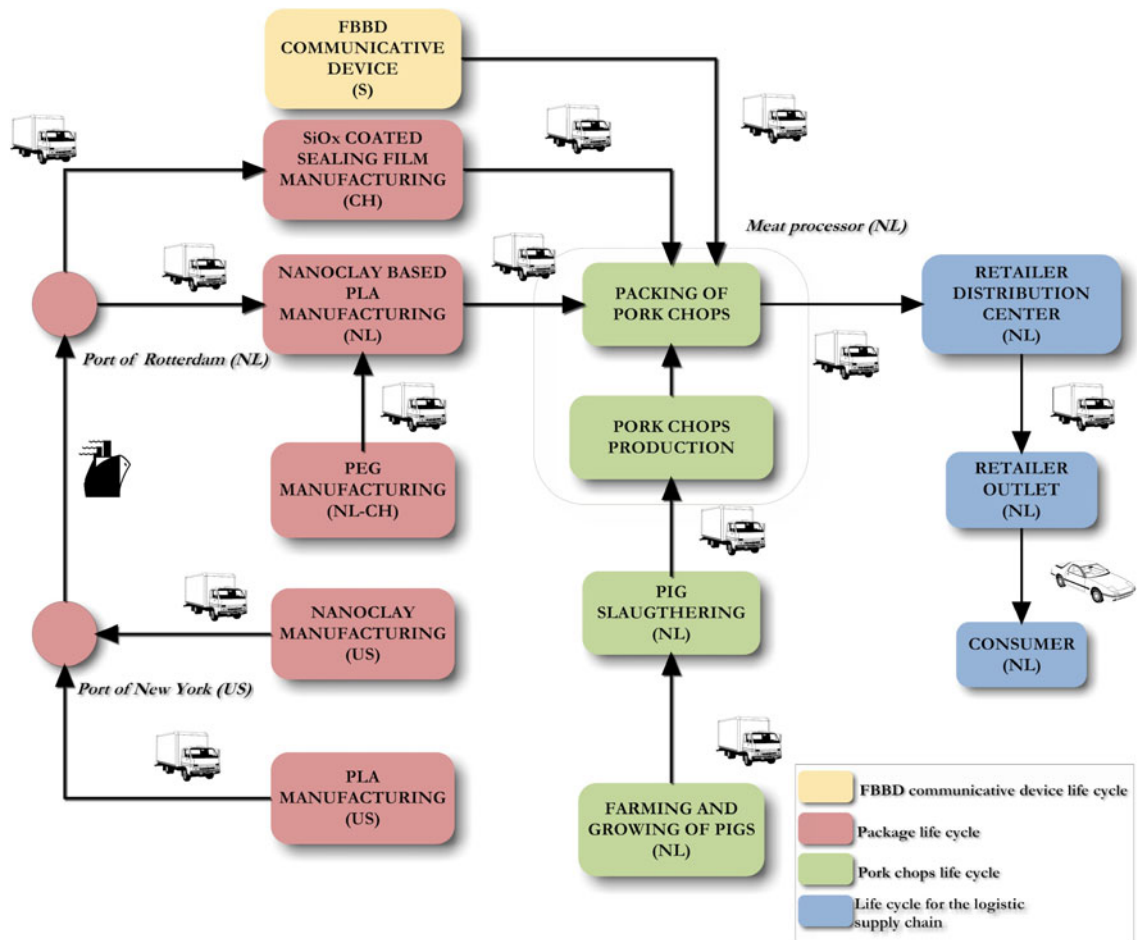 FBBD
COMMUNICATIVE
DEVICE
(S)
SiOx COATED
SEALING FILM
MANUFACTURING
(CH)
Meat processor (NL)
NANOCLAY BASED
PLA
MANUFACTURING
(NL)
PACKING OF
PORK CHOPS
RETAILER
DISTRIBUTION
CENTER
(NL)
Port of Rotterdam (NL)
PORK CHOPS
PRODUCTION
PEG
MANUFACTURING
(NL-CH)
RETAILER
OUTLET
(NL)
NANOCLAY
MANUFACTURING
(US)
PIG
SLAUGTHERING
(NL)
CONSUMER
(NL)
Port of New York (US)
PLA
MANUFACTURING
(US)
FARMING AND
GROWING OF PIGS
(NL)
FBBD communicative device life cycle
Package life cycle
Pork chops life cycle
Life cycle for the logistic
supply chain